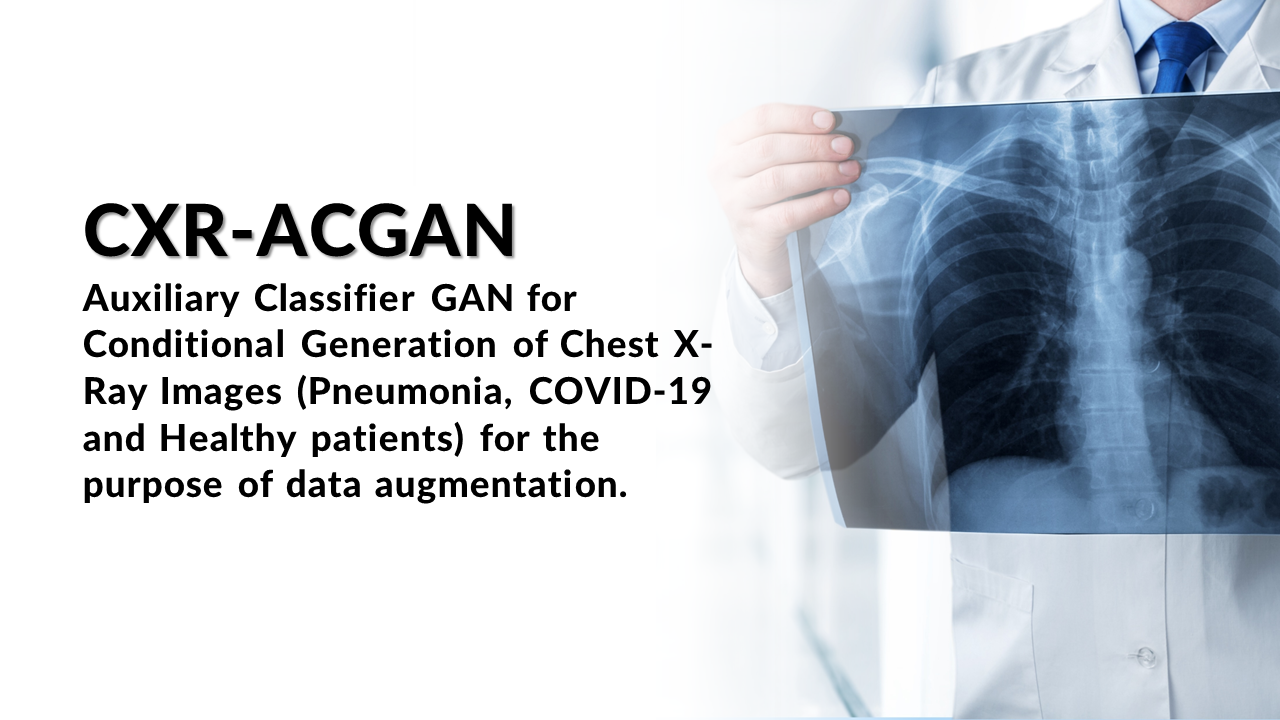 CXR-ACGAN
Auxiliary Classifier GAN for
Conditional Generation of Chest X-
Ray Images (Pneumonia, COVID-19
and Healthy patients) for the
purpose of data augmentation.